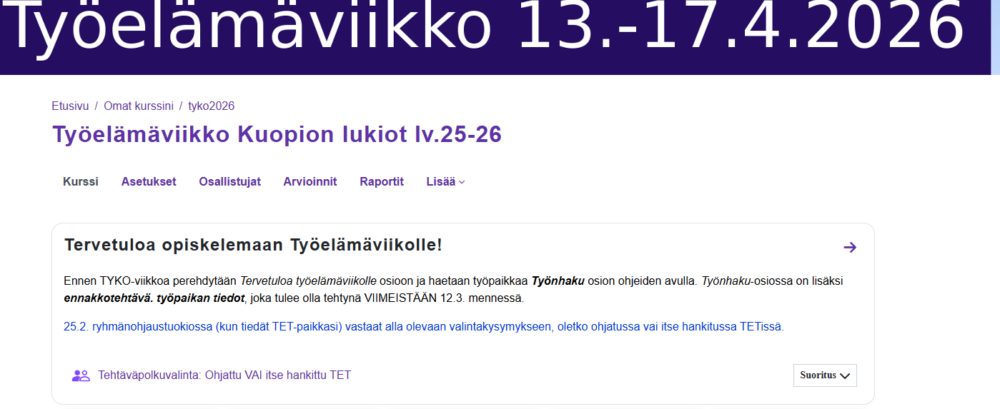 Työelämäviikko 13.-17.4.2026
Etusivu / Omat kurssini / tyko2026
Työelämäviikko Kuopion lukiot lv.25-26
Kurssi Asetukset Osallistujat Arvioinnit Raportit Lisää
Tervetuloa opiskelemaan Työelämäviikolle!
Ennen TYKO-viikkoa perehdytään Tervetuloa työelämäviikolle osioon ja haetaan työpaikkaa Työnhaku osion ohjeiden avulla. Työnhaku-osiossa on lisäksi
ennakkotehtävä. työpaikan tiedot, joka tulee olla tehtynä VIIMEISTÄÄN 12.3. mennessä.
25.2. ryhmänohjaustuokiossa (kun tiedät TET-paikkasi) vastaat alla olevaan valintakysymykseen, oletko ohjatussa vai itse hankitussa TETissä.
Tehtäväpolkuvalinta: Ohjattu VAI itse hankittu TET
Suoritus